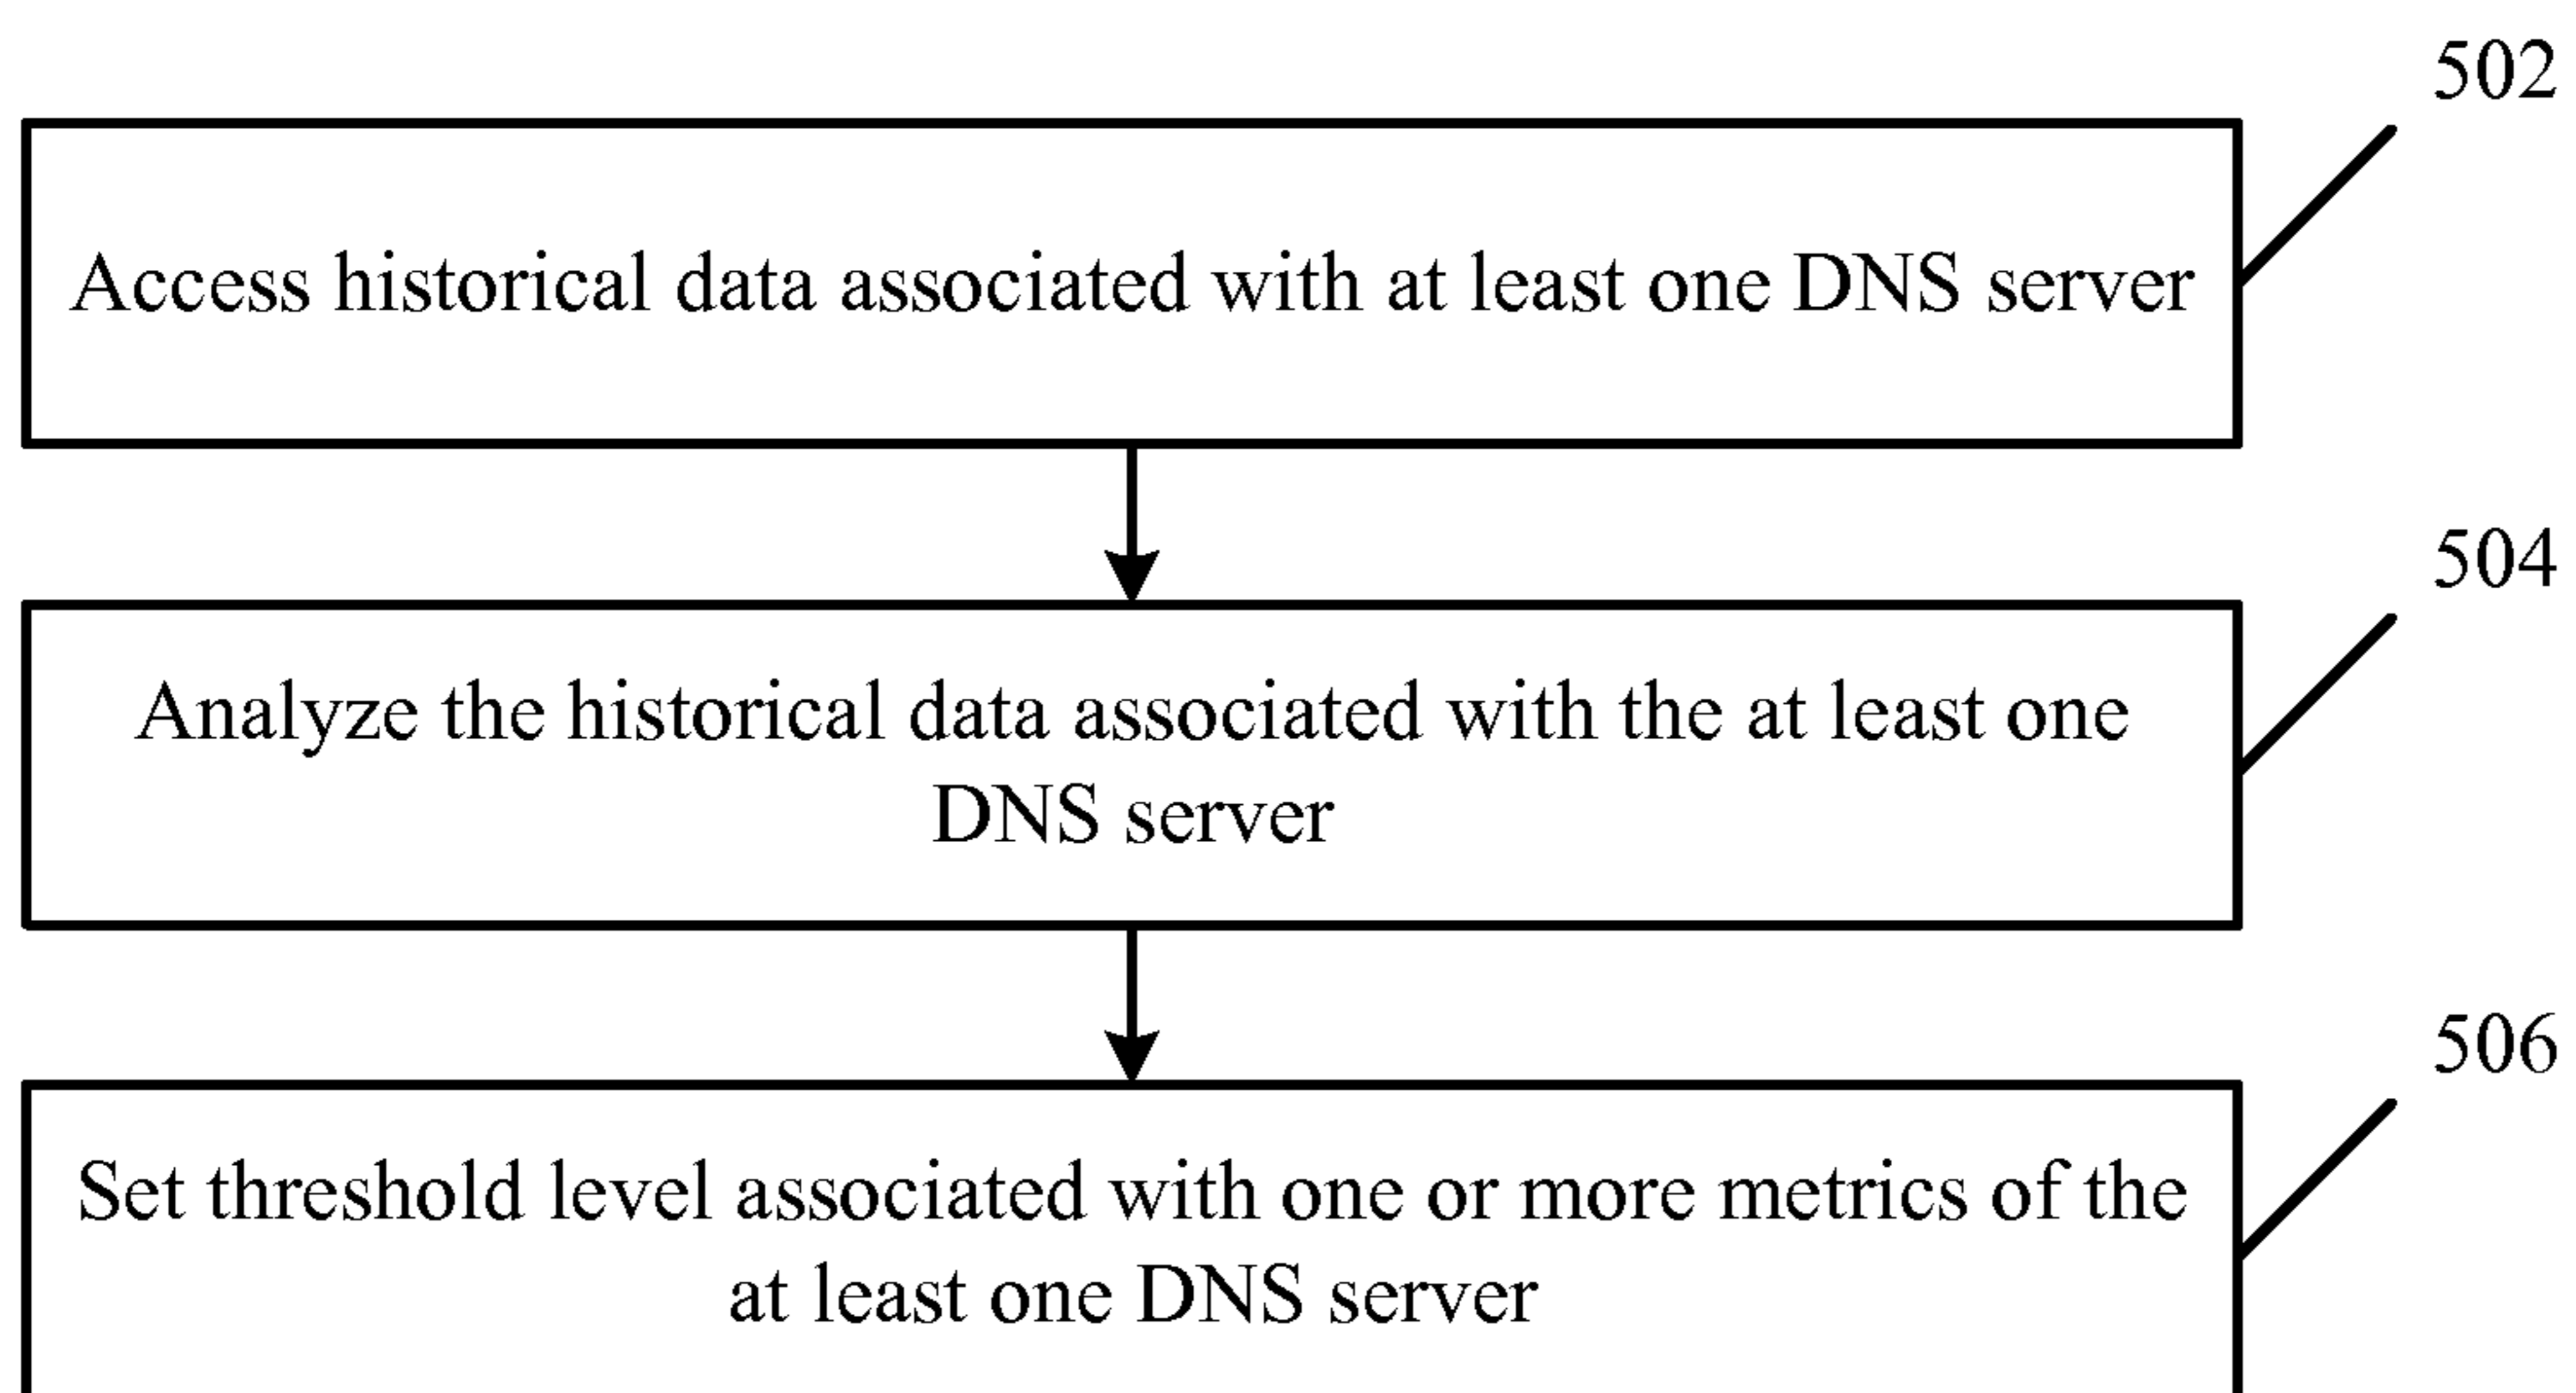 502
Access historical data associated with at least one DNS server
504
Analyze the historical data associated with the at least one
DNS server
506
Set threshold level associated with one or more metrics of the
at least one DNS server